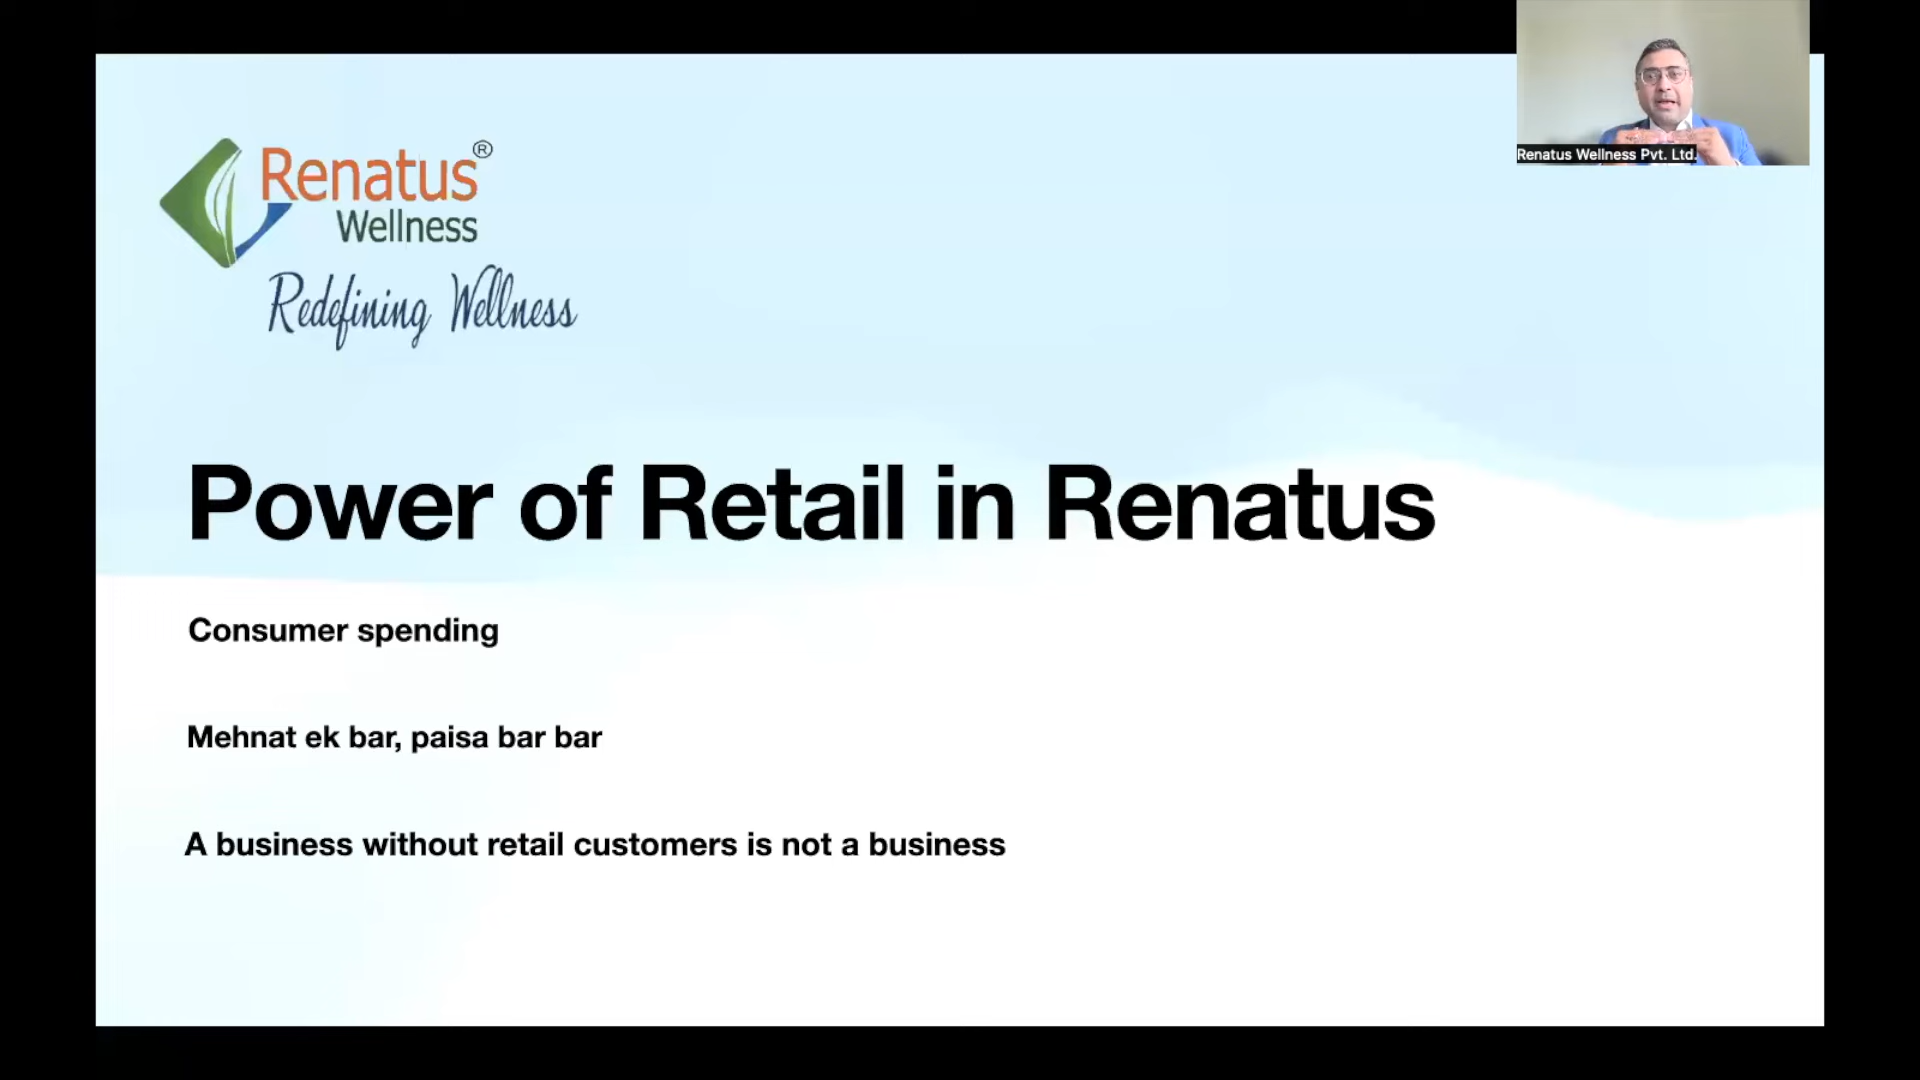 Renatus Wellness Pvt. Ltd.
Renatus®
Wellness
Redefining Wellness
Power of Retail in Renatus
Consumer spending
Mehnat ek bar, paisa bar bar
A business without retail customers is not a business